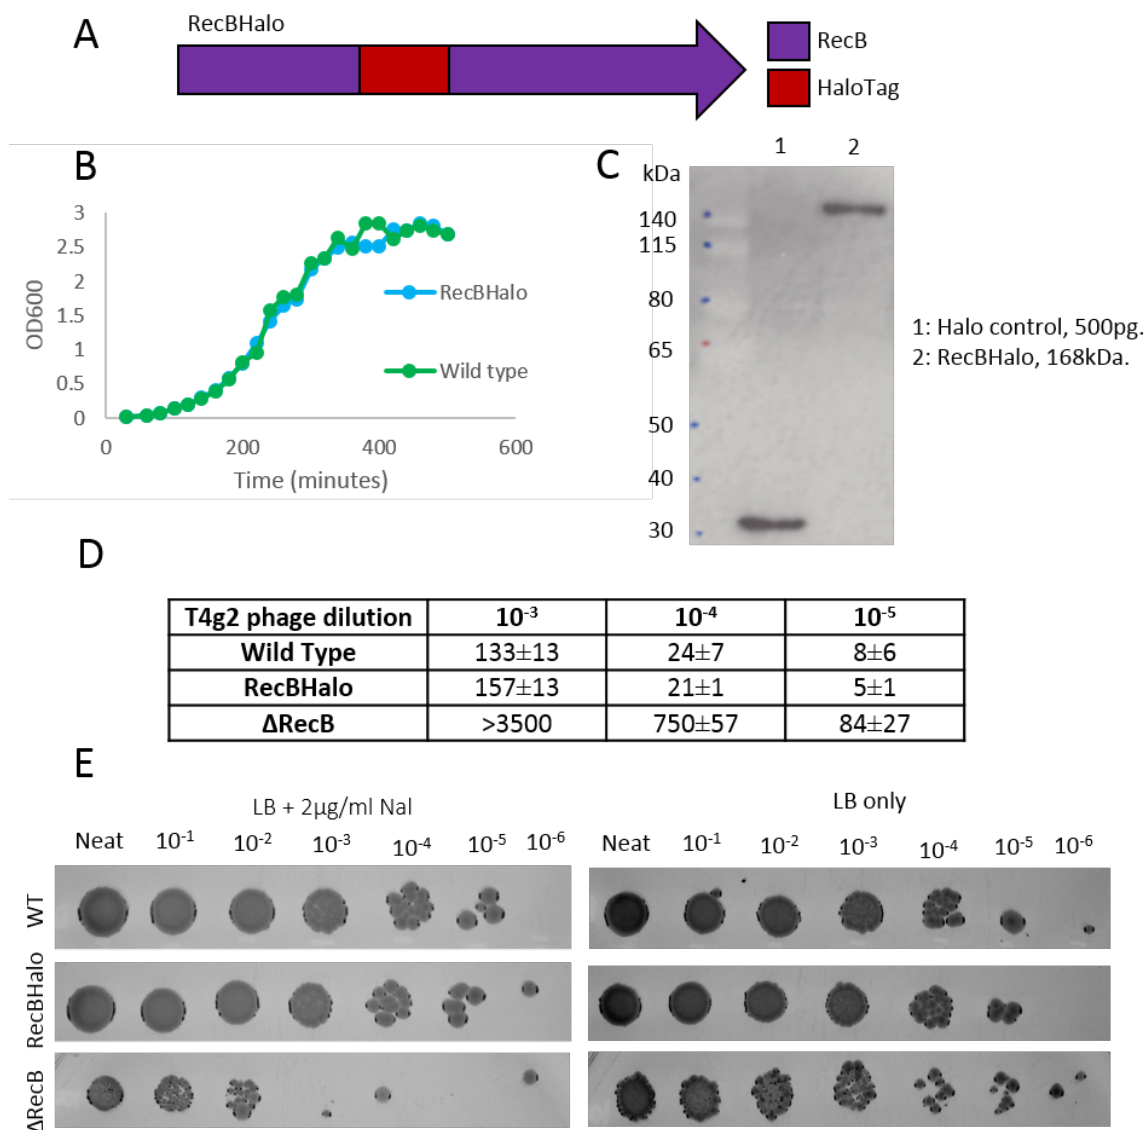 A
RecBHalo
RecB
HaloTag
B
3
2.5
2
1.5
1
0.5
0
OD600
0 200 400 600
Time (minutes)
RecBHalo
Wild type
C
1 2
kDa
140
115
80
65
50
40
30
1: Halo control, 500pg.
2: RecBHalo, 168kDa.
D
T4g2 phage dilution 10⁻³ 10⁻⁴ 10⁻⁵
Wild Type 133±13 24±7 8±6
RecBHalo 157±13 21±1 5±1
ΔRecB >3500 750±57 84±27
E
LB + 2µg/ml Nal
Neat 10⁻¹ 10⁻² 10⁻³ 10⁻⁴ 10⁻⁵ 10⁻⁶
LB only
Neat 10⁻¹ 10⁻² 10⁻³ 10⁻⁴ 10⁻⁵ 10⁻⁶
WT
RecBHalo
ΔRecB